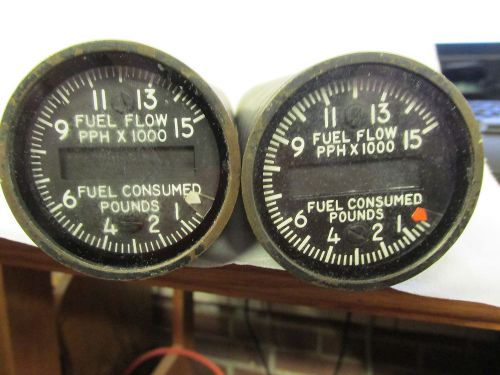 11 13
9 FUEL FLOW 15
PPH X 1000
6 FUEL CONSUMED
POUNDS 1
4 2
11 13
9 FUEL FLOW 15
PPH X 1000
6 FUEL CONSUMED
POUNDS 1
4 2